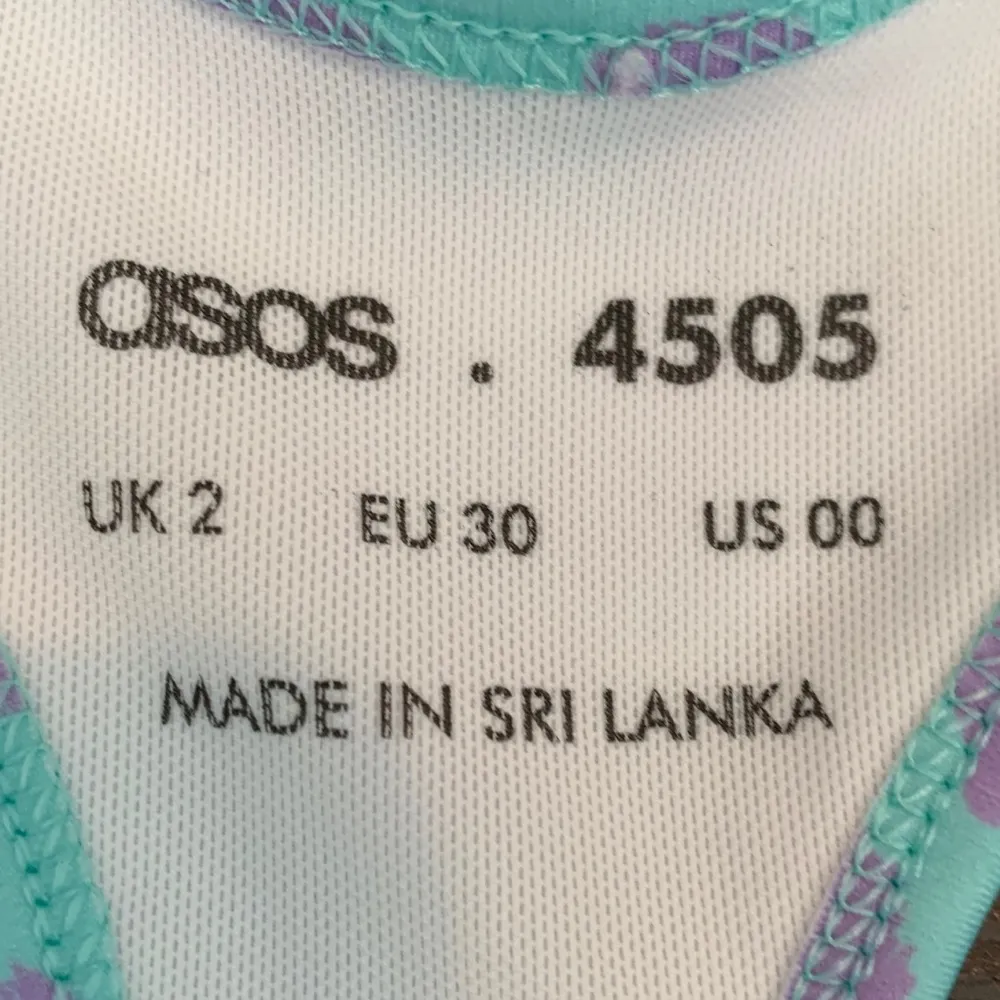 asos . 4505
UK 2 EU 30 US 00
MADE IN SRI LANKA